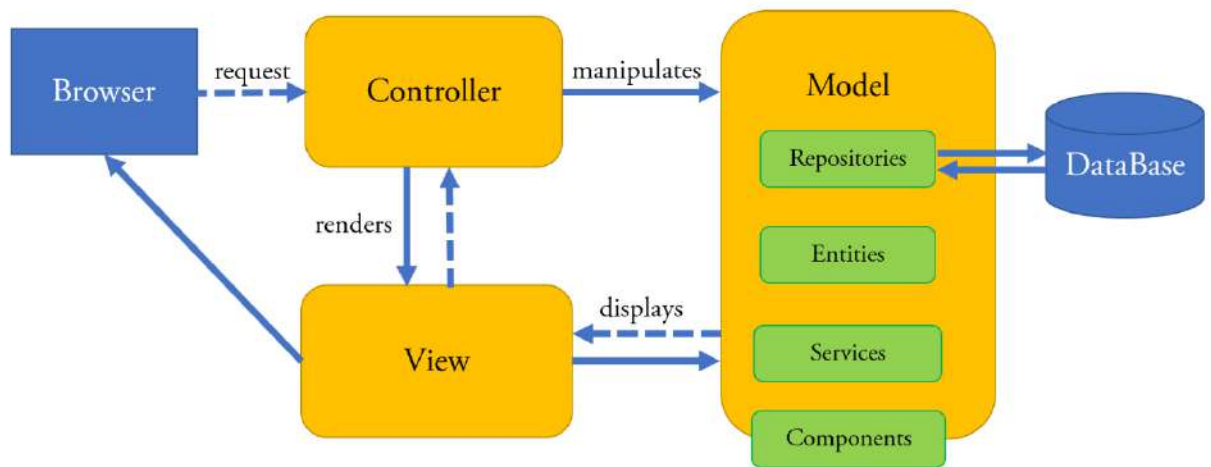 Browser
request
Controller
manipulates
Model
Repositories
DataBase
renders
Entities
displays
View
Services
Components